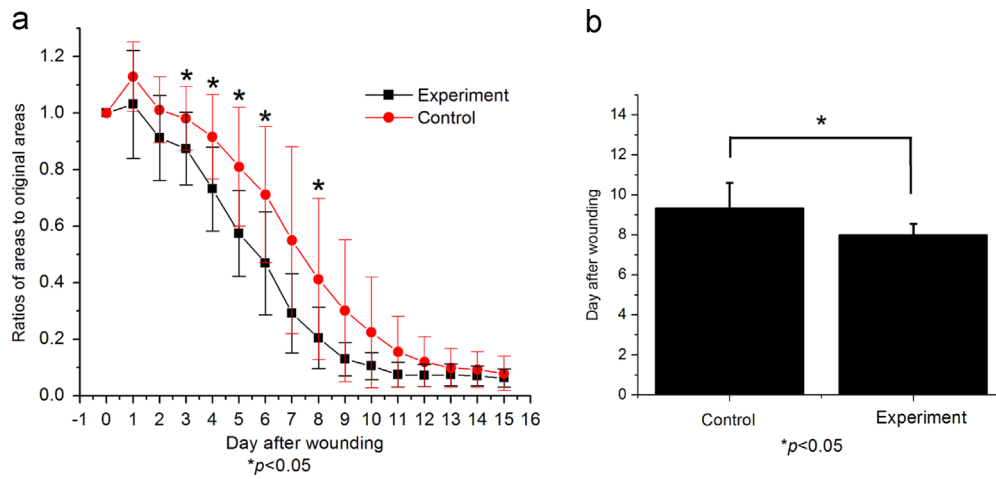 a
Ratios of areas to original areas
1.2
1.0
0.8
0.6
0.4
0.2
0.0
* * * * *
Experiment
Control
-1 0 1 2 3 4 5 6 7 8 9 10 11 12 13 14 15 16
Day after wounding
*p<0.05
b
Day after wounding
14
12
10
8
6
4
2
0
*
Control Experiment
*p<0.05